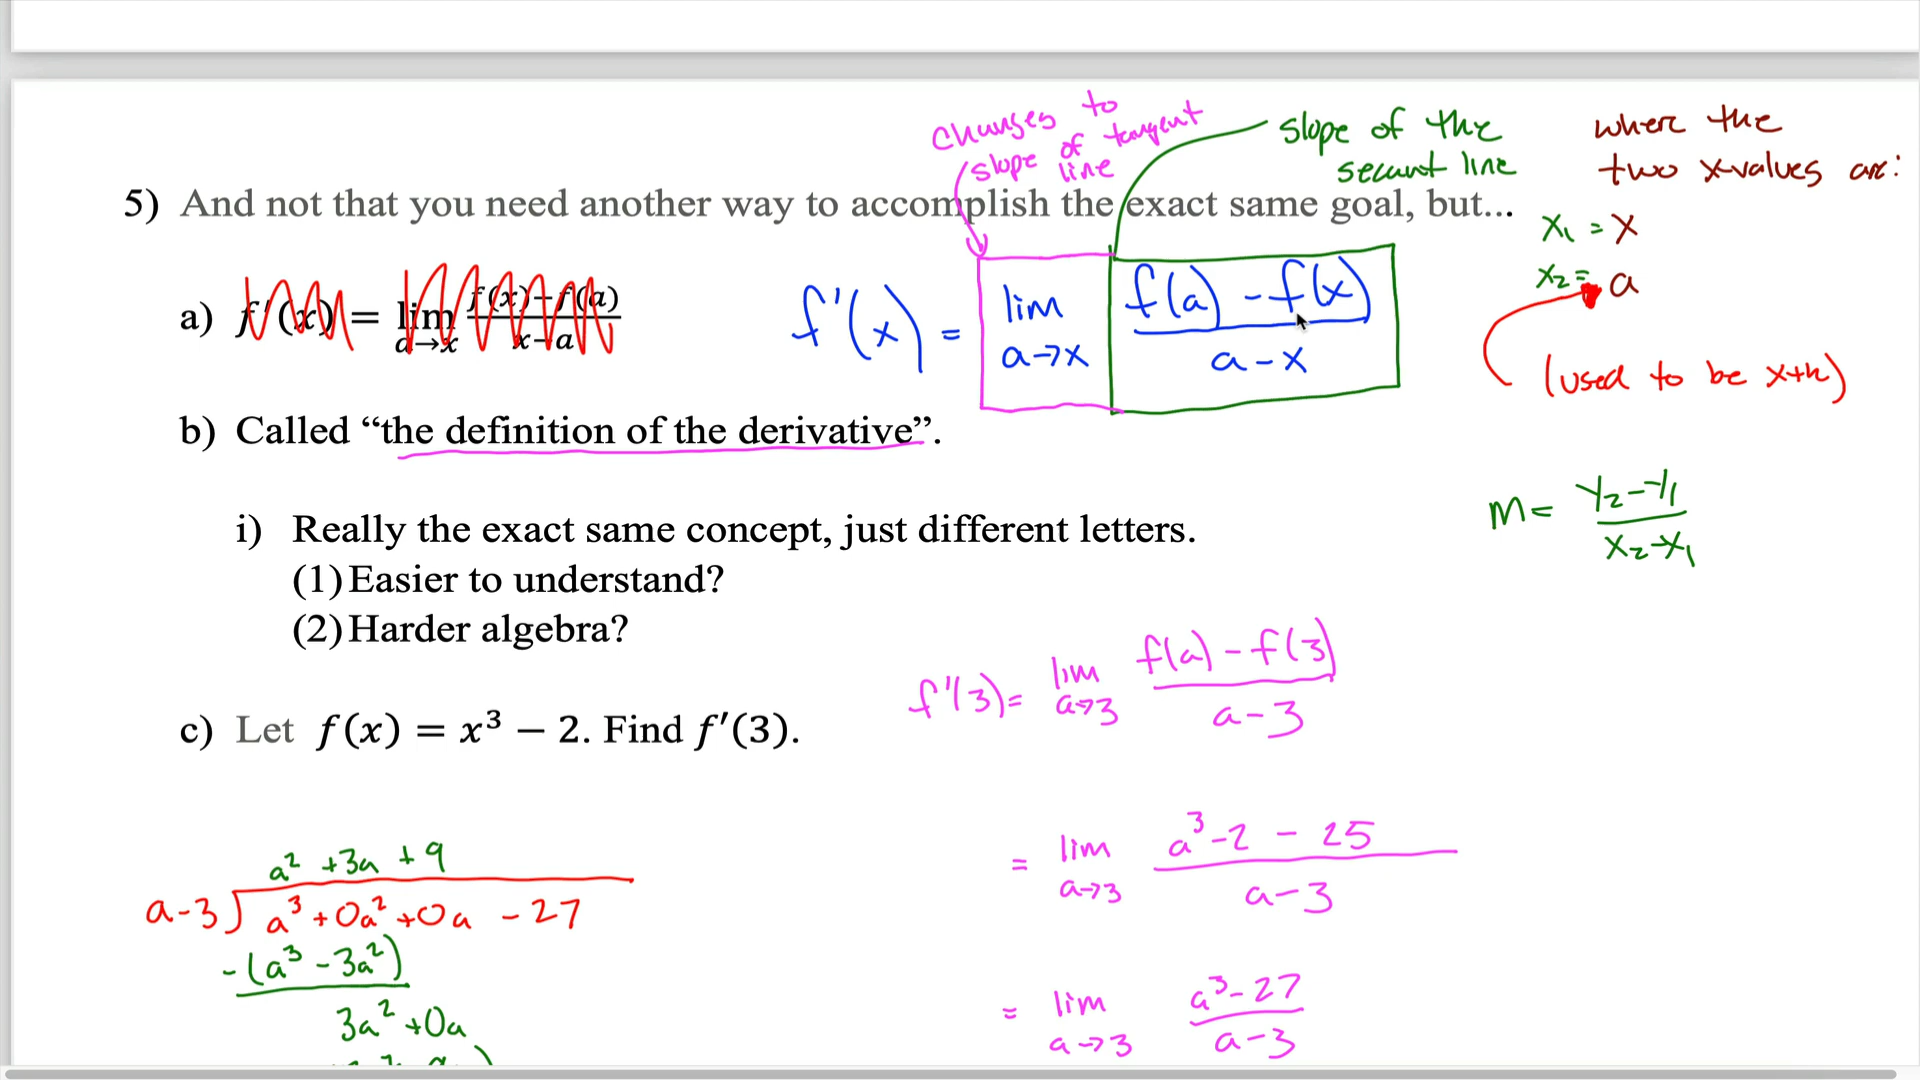 changes to
slope of tangent
line
slope of the
secant line
where the
two x-values are:
5) And not that you need another way to accomplish the exact same goal, but...
x₁ = x
x₂ = a
a) f′(x) = lim a→x f(x)−f(a) / x−a
f'(x) = lim a→x f(a) - f(x) / a - x
(used to be x+h)
b) Called “the definition of the derivative”.
m = y₂-y₁ / x₂-x₁
i) Really the exact same concept, just different letters.
(1) Easier to understand?
(2) Harder algebra?
f'(3) = lim a→3 f(a) - f(3) / a - 3
c) Let f(x) = x³ − 2. Find f′(3).
= lim a→3 a³-2 - 25 / a-3
a² +3a +9
a-3 ) a³ +0a² +0a -27
-(a³ -3a²)
3a² +0a
= lim a→3 a³-27 / a-3